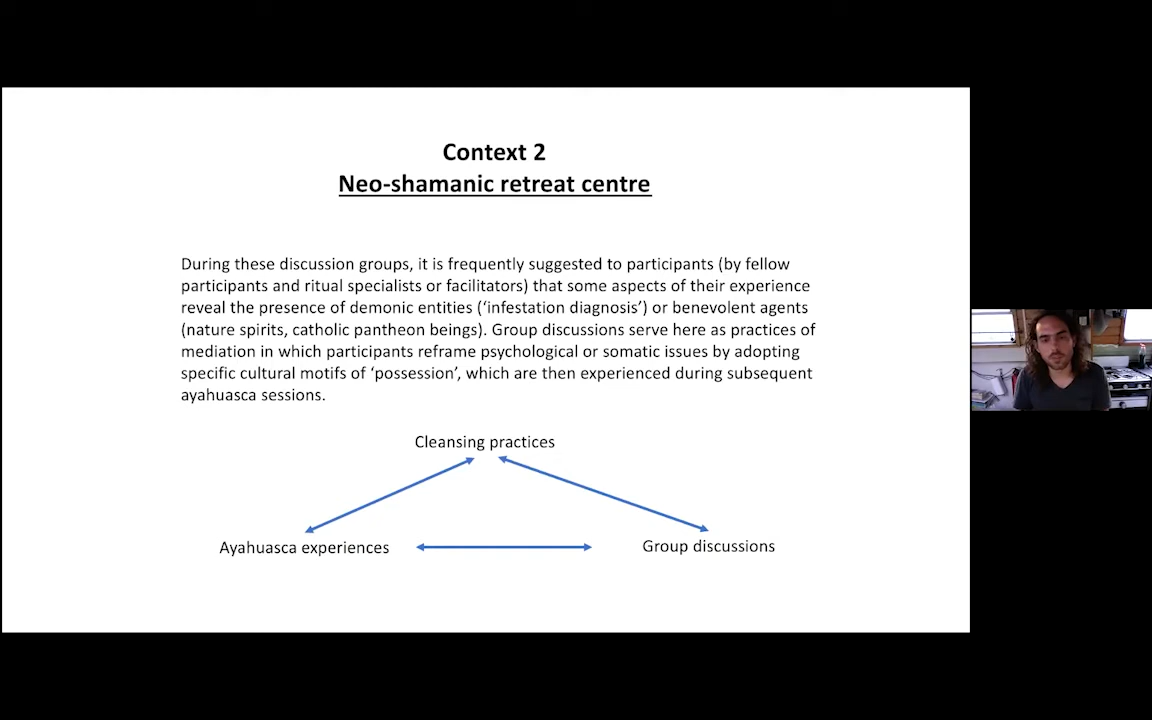 Context 2
Neo-shamanic retreat centre
During these discussion groups, it is frequently suggested to participants (by fellow
participants and ritual specialists or facilitators) that some aspects of their experience
reveal the presence of demonic entities (‘infestation diagnosis’) or benevolent agents
(nature spirits, catholic pantheon beings). Group discussions serve here as practices of
mediation in which participants reframe psychological or somatic issues by adopting
specific cultural motifs of ‘possession’, which are then experienced during subsequent
ayahuasca sessions.
Cleansing practices
Ayahuasca experiences
Group discussions